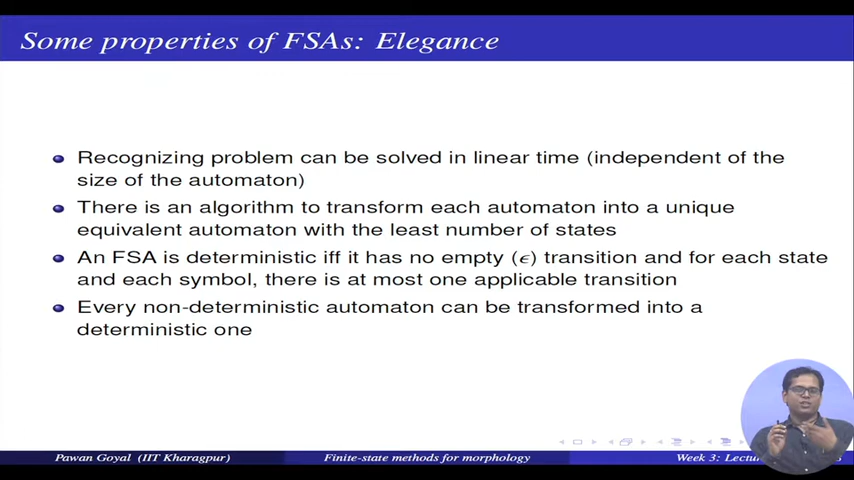 Some properties of FSAs: Elegance
Recognizing problem can be solved in linear time (independent of the
size of the automaton)
There is an algorithm to transform each automaton into a unique
equivalent automaton with the least number of states
An FSA is deterministic iff it has no empty (ϵ) transition and for each state
and each symbol, there is at most one applicable transition
Every non-deterministic automaton can be transformed into a
deterministic one
Pawan Goyal (IIT Kharagpur) Finite-state methods for morphology Week 3: